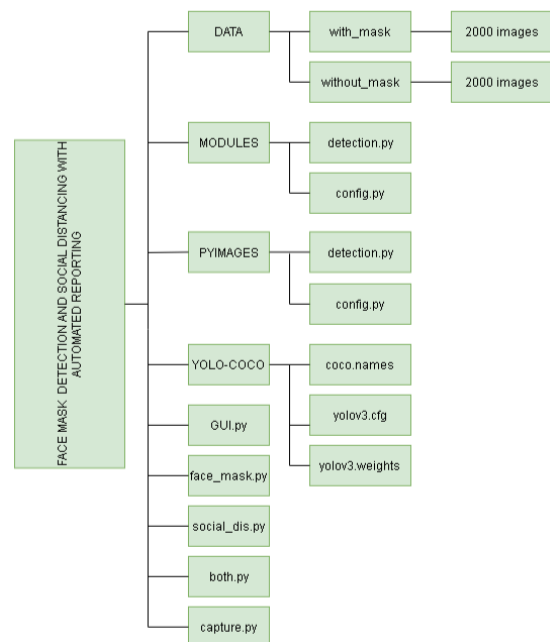 FACE MASK DETECTION AND SOCIAL DISTANCING WITH
AUTOMATED REPORTING
DATA
with_mask
2000 images
without_mask
2000 images
MODULES
detection.py
config.py
PYIMAGES
detection.py
config.py
YOLO-COCO
coco.names
yolov3.cfg
yolov3.weights
GUI.py
face_mask.py
social_dis.py
both.py
capture.py